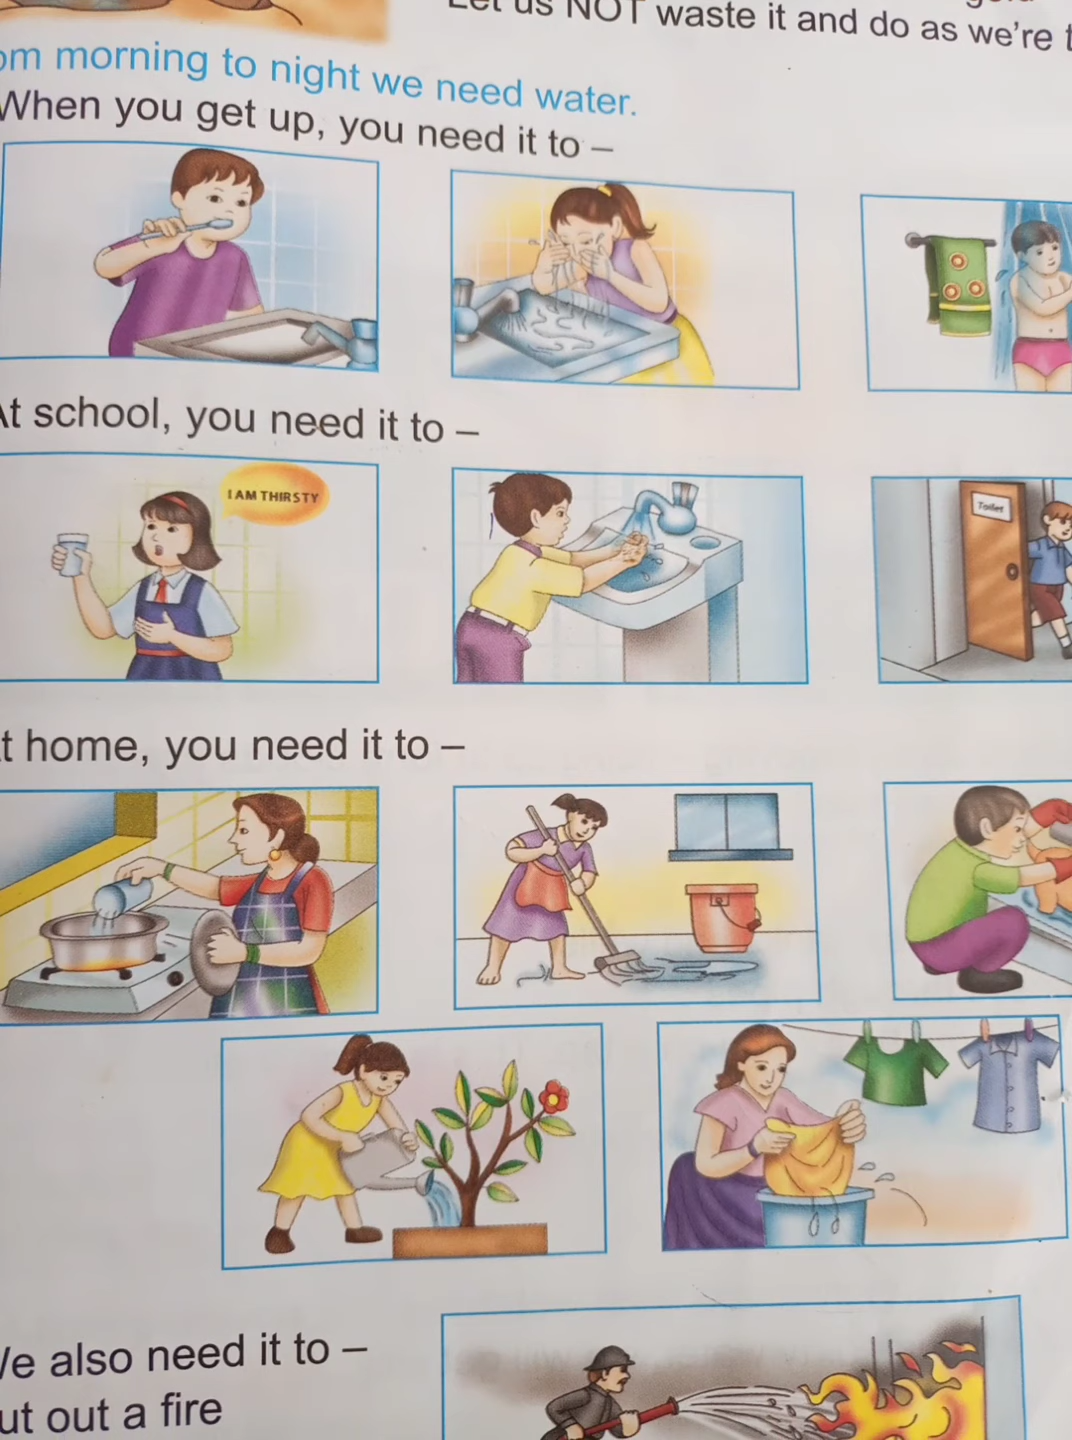 us NOT waste it and do as we're
morning to night we need water.
When you get up, you need it to –
At school, you need it to –
I AM THIRSTY
Toilet
home, you need it to –
also need it to –
out a fire